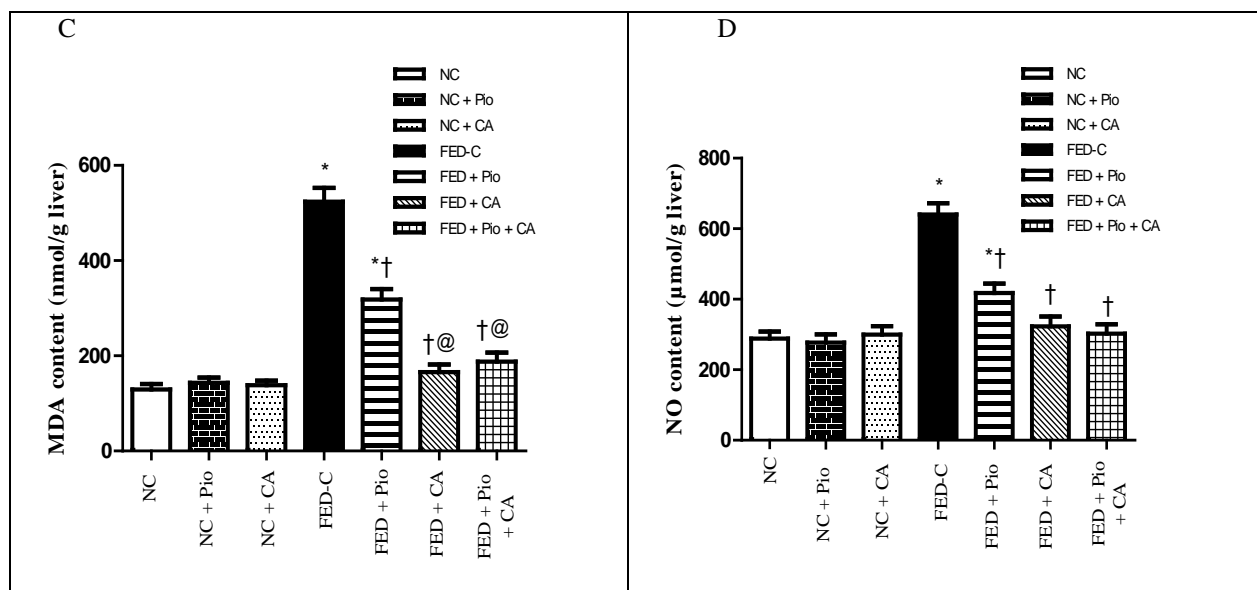 C
NC
NC + Pio
NC + CA
FED-C
FED + Pio
FED + CA
FED + Pio + CA
MDA content (nmol/g liver)
600
400
200
0
*
*†
†@
†@
NC
NC + Pio
NC + CA
FED-C
FED + Pio
FED + CA
FED + Pio
+ CA
D
NC
NC + Pio
NC + CA
FED-C
FED + Pio
FED + CA
FED + Pio + CA
NO content (µmol/g liver)
800
600
400
200
0
*
*†
†
†
NC
NC + Pio
NC + CA
FED-C
FED + Pio
FED + CA
FED + Pio
+ CA